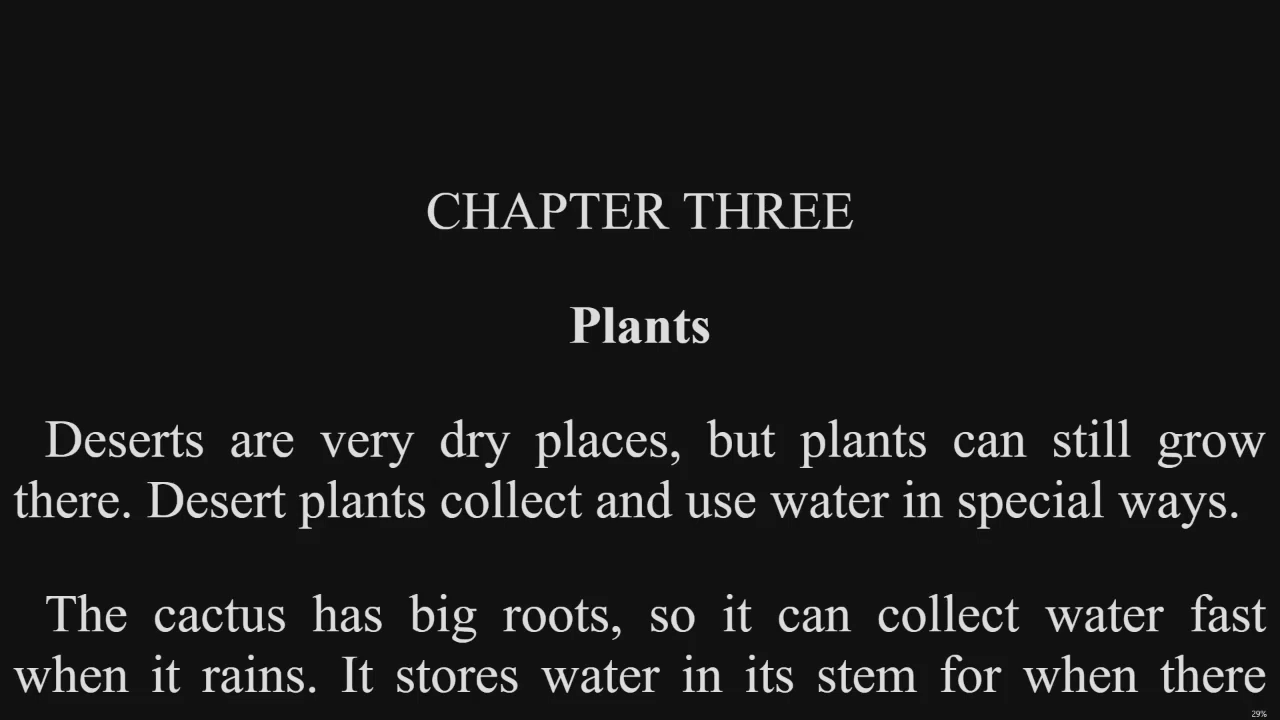 CHAPTER THREE
Plants
Deserts are very dry places, but plants can still grow
there. Desert plants collect and use water in special ways.
The cactus has big roots, so it can collect water fast
when it rains. It stores water in its stem for when there
29%